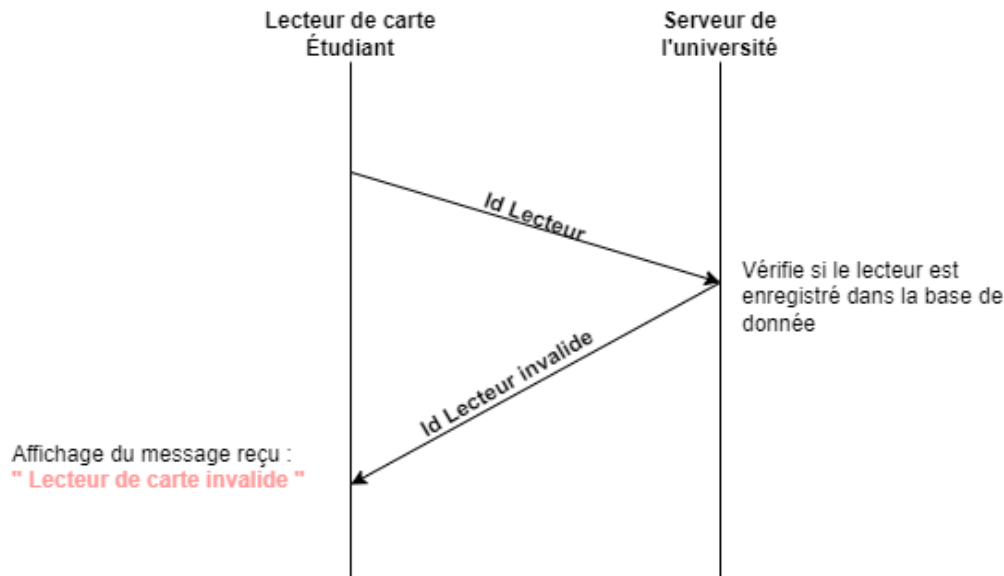 Lecteur de carte
Étudiant
Serveur de
l'université
Id Lecteur
Vérifie si le lecteur est
enregistré dans la base de
donnée
Id Lecteur invalide
Affichage du message reçu :
" Lecteur de carte invalide "